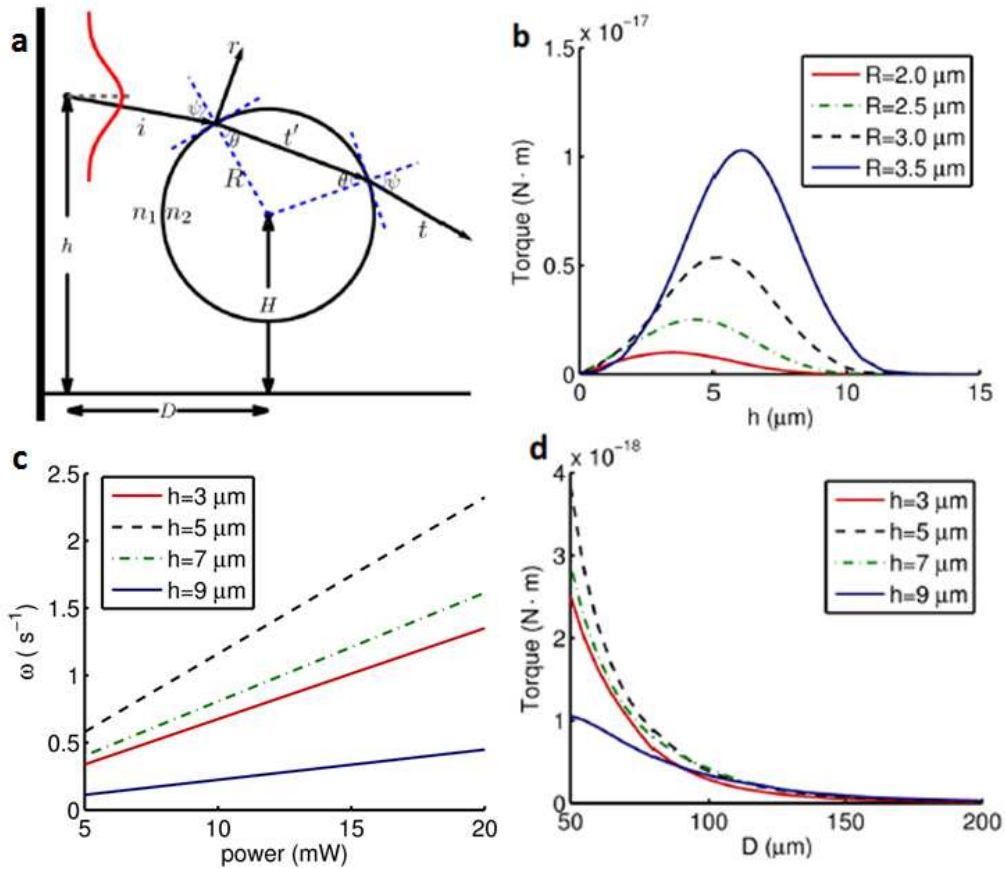 a
r
ψ
i
θ
t′
R
θ
ψ
n₁
n₂
t
h
H
D
b
× 10⁻¹⁷
1.5
1
0.5
0
Torque (N · m)
R=2.0 μm
R=2.5 μm
R=3.0 μm
R=3.5 μm
0 5 10 15
h (μm)
c
2.5
2
1.5
1
0.5
0
ω ( s⁻¹)
h=3 μm
h=5 μm
h=7 μm
h=9 μm
5 10 15 20
power (mW)
d
x 10⁻¹⁸
4
3
2
1
0
Torque (N · m)
h=3 μm
h=5 μm
h=7 μm
h=9 μm
50 100 150 200
D (μm)